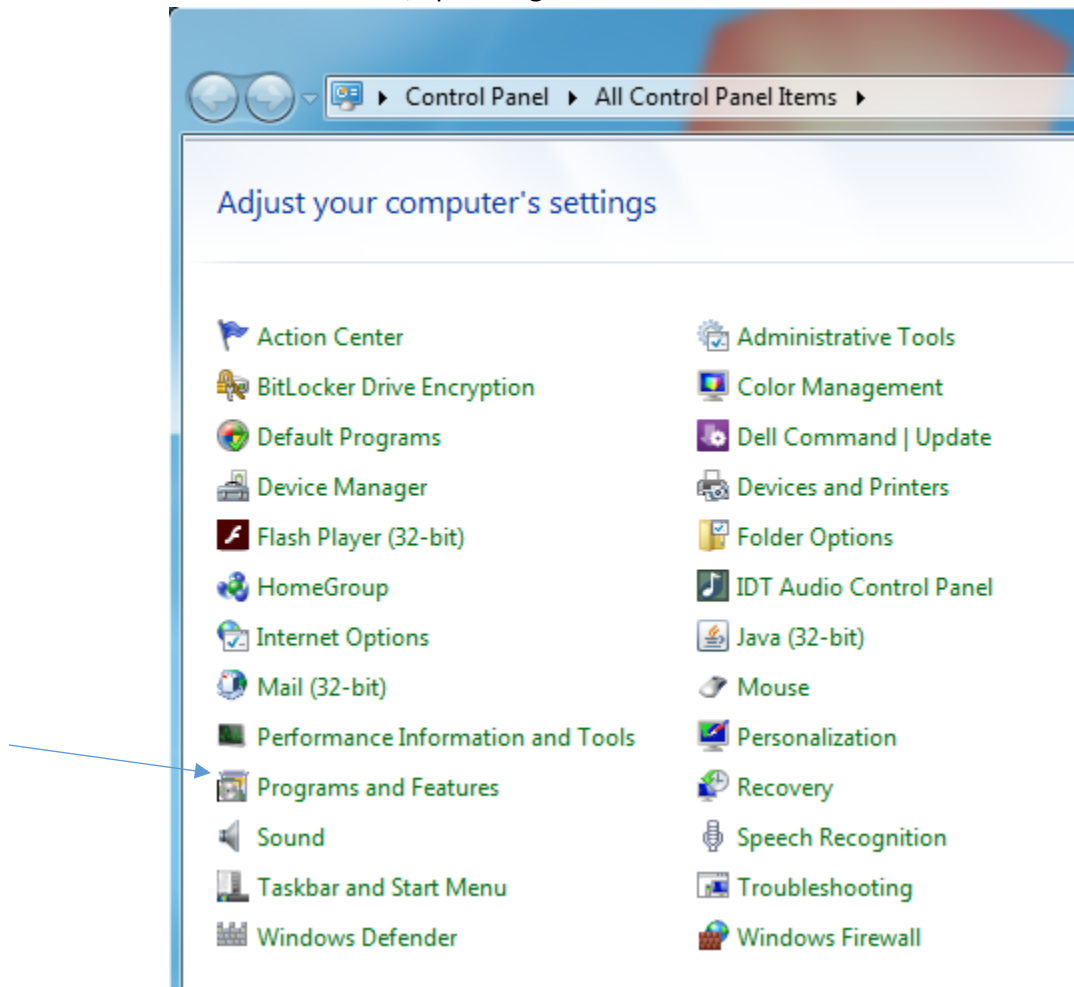 Control Panel ▸ All Control Panel Items ▸
Adjust your computer's settings
Action Center
Administrative Tools
BitLocker Drive Encryption
Color Management
Default Programs
Dell Command | Update
Device Manager
Devices and Printers
Flash Player (32-bit)
Folder Options
HomeGroup
IDT Audio Control Panel
Internet Options
Java (32-bit)
Mail (32-bit)
Mouse
Performance Information and Tools
Personalization
Programs and Features
Recovery
Sound
Speech Recognition
Taskbar and Start Menu
Troubleshooting
Windows Defender
Windows Firewall